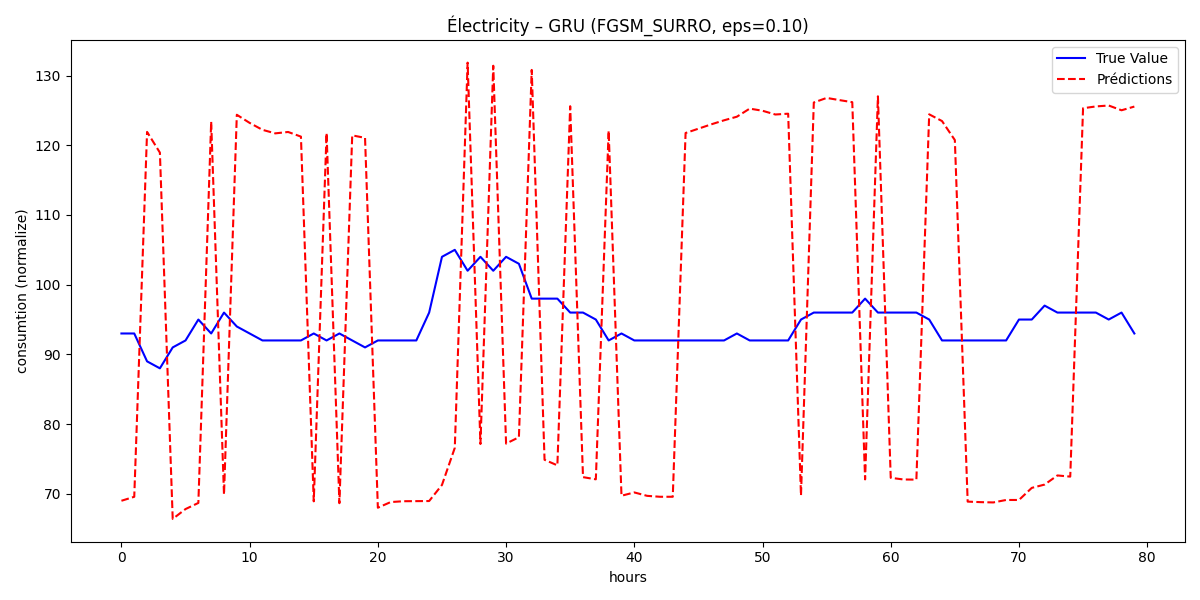 Électricity – GRU (FGSM_SURRO, eps=0.10)
True Value
Prédictions
consumtion (normalize)
130
120
110
100
90
80
70
0 10 20 30 40 50 60 70 80
hours